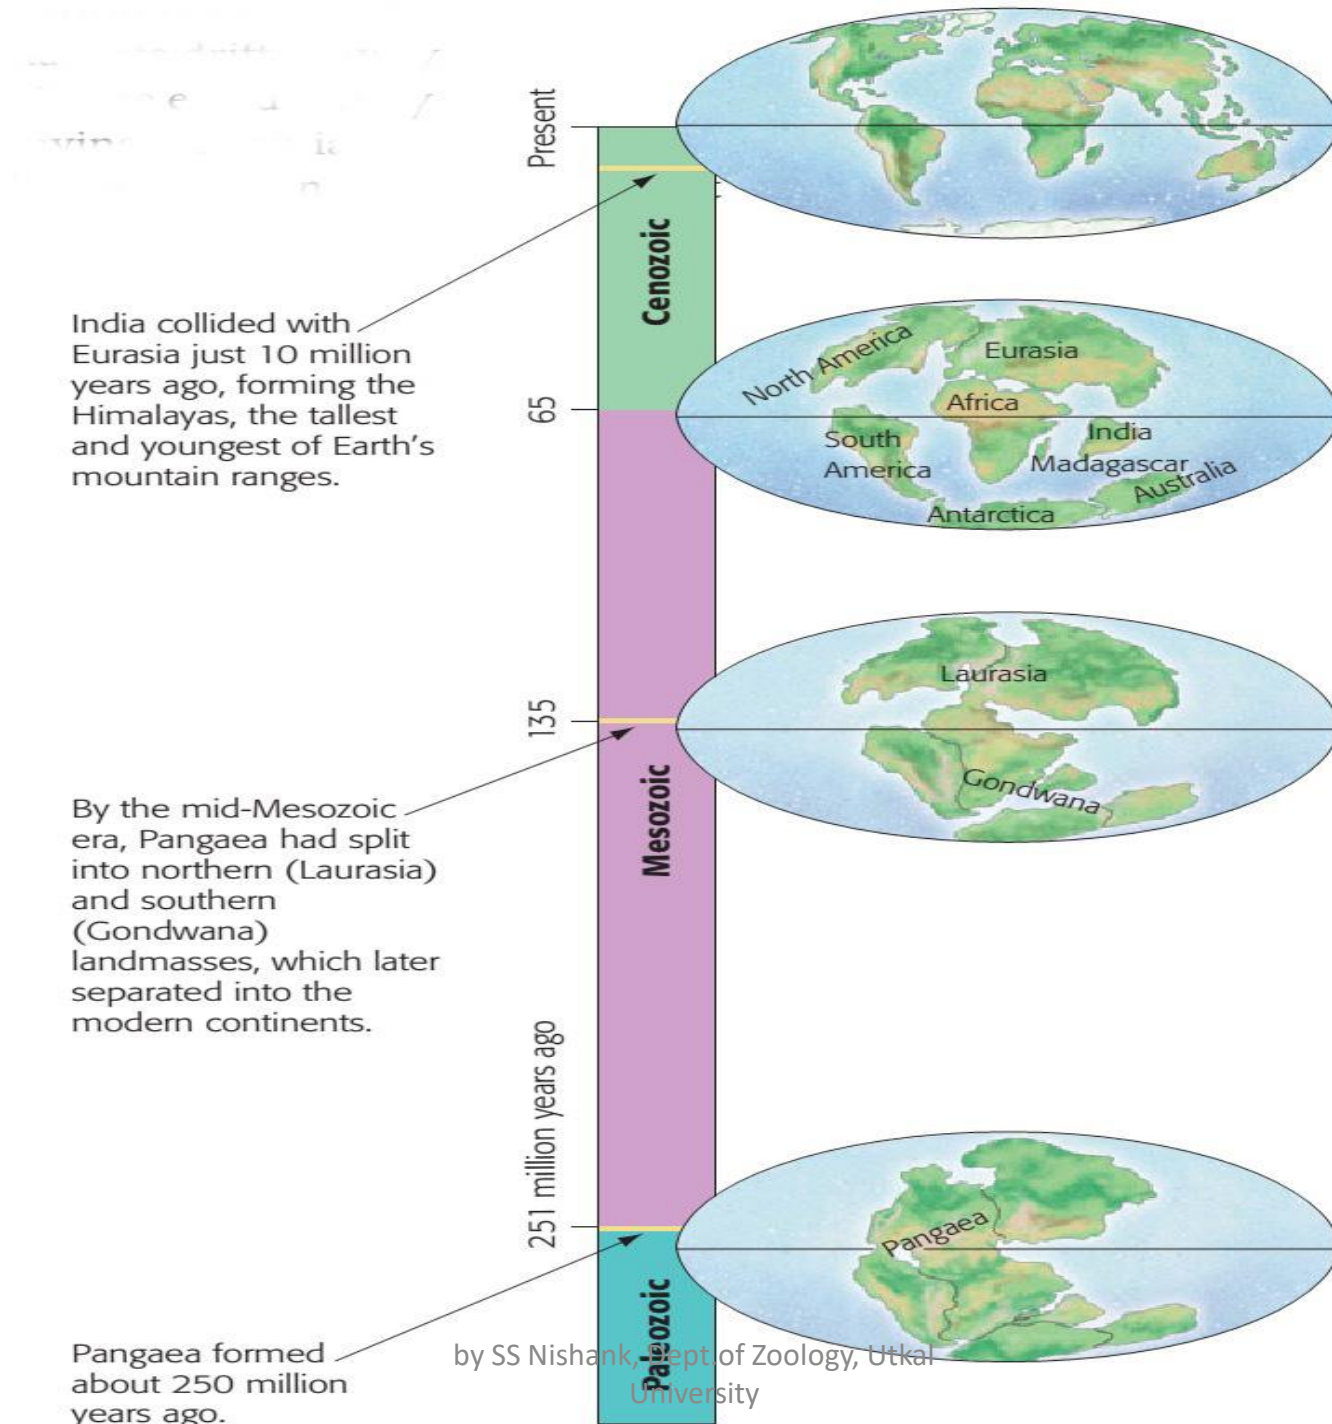 Present
Cenozoic
India collided with
Eurasia just 10 million
years ago, forming the
Himalayas, the tallest
and youngest of Earth's
mountain ranges.
65
North America
Eurasia
Africa
South
America
India
Madagascar
Australia
Antarctica
135
Laurasia
Gondwana
Mesozoic
By the mid-Mesozoic
era, Pangaea had split
into northern (Laurasia)
and southern
(Gondwana)
landmasses, which later
separated into the
modern continents.
251 million years ago
Pangaea
Paleozoic
Pangaea formed
about 250 million
years ago.
by SS Nishank, Dept.of Zoology, Utkal
University